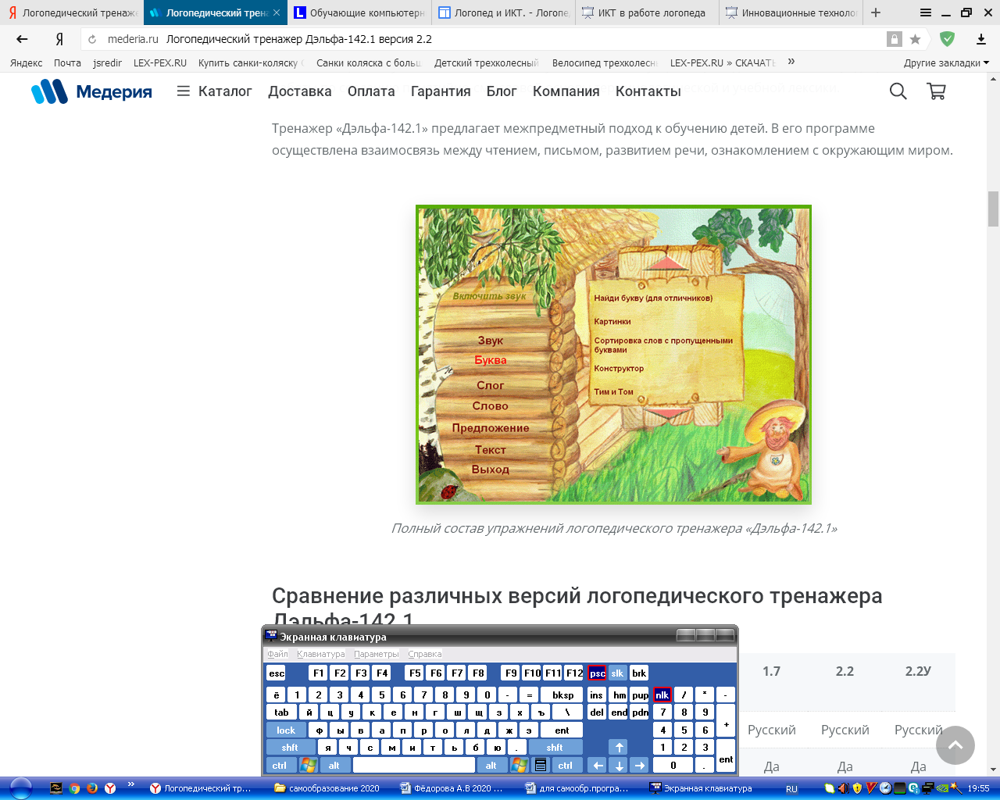 Логопедический тренаже
Логопедический трена
Обучающие компьютерн
Логопед и ИКТ. - Логопед
ИКТ в работе логопеда
Инновационные техноло
mederia.ru Логопедический тренажер Дэльфа-142.1 версия 2.2
Яндекс Почта jsredir LEX-PEX.RU Купить санки-коляску Санки коляска с больш Детский трехколесный Велосипед трехколесн LEX-PEX.RU » СКАЧАТЬ » Другие закладки
Медерия Каталог Доставка Оплата Гарантия Блог Компания Контакты
Тренажер «Дэльфа-142.1» предлагает межпредметный подход к обучению детей. В его программе
осуществлена взаимосвязь между чтением, письмом, развитием речи, ознакомлением с окружающим миром.
Включить звук
Звук
Буква
Слог
Слово
Предложение
Текст
Выход
Найди букву (для отличников)
Картинки
Сортировка слов с пропущенными
буквами
Конструктор
Тим и Том
Полный состав упражнений логопедического тренажера «Дэльфа-142.1»
Сравнение различных версий логопедического тренажера
Дэльфа-142.1
1.7 2.2 2.2У
Русский Русский Русский
Да Да Да
Экранная клавиатура
Файл Клавиатура Параметры Справка
esc F1 F2 F3 F4 F5 F6 F7 F8 F9 F10 F11 F12 psc slk brk
ё 1 2 3 4 5 6 7 8 9 0 - = bksp ins hm pup nlk / * -
tab й ц у к е н г ш щ з х ъ \ del end pdn 7 8 9 +
lock ф ы в а п р о л д ж э ent 4 5 6
shft я ч с м и т ь б ю . shft 1 2 3 ent
ctrl alt alt ctrl 0 .
Логопедический тр... самообразование 2020 Фёдорова А.В 2020 ... для самообр.програ... Экранная клавиатура RU 19:55